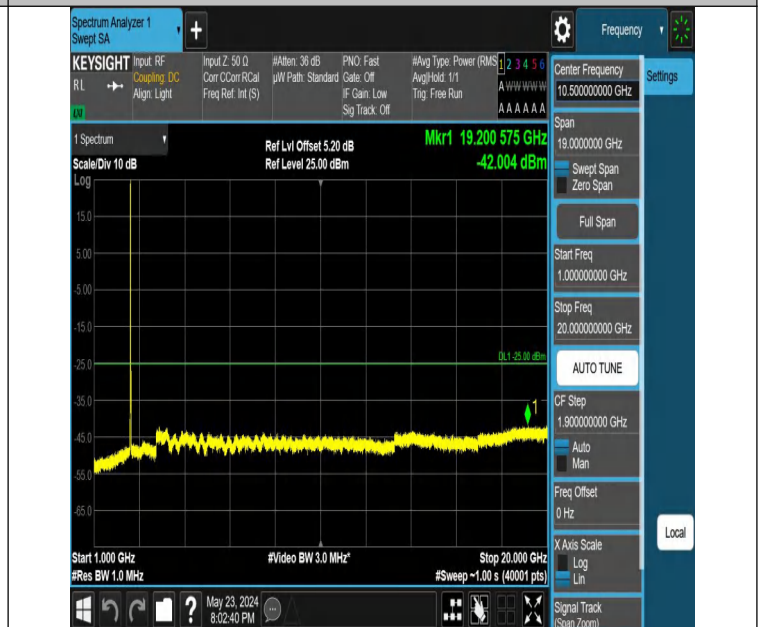 Spectrum Analyzer 1
Swept SA
+
Frequency
KEYSIGHT
RL
Input: RF
Coupling: DC
Align: Light
Input Z: 50 Ω
Corr CCorr RCal
Freq Ref: Int (S)
#Atten: 36 dB
µW Path: Standard
PNO: Fast
Gate: Off
IF Gain: Low
Sig Track: Off
#Avg Type: Power (RMS
Avg|Hold: 1/1
Trig: Free Run
1 2 3 4 5 6
A W W W W W
A A A A A A
1 Spectrum
Scale/Div 10 dB
Log
Ref Lvl Offset 5.20 dB
Ref Level 25.00 dBm
Mkr1 19.200 575 GHz
-42.004 dBm
15.0
5.00
-5.00
-15.0
-25.0
DL1 -25.00 dBm
-35.0
1
-45.0
-55.0
-65.0
Start 1.000 GHz
#Res BW 1.0 MHz
#Video BW 3.0 MHz*
Stop 20.000 GHz
#Sweep ~1.00 s (40001 pts)
Center Frequency
10.500000000 GHz
Settings
Span
19.0000000 GHz
Swept Span
Zero Span
Full Span
Start Freq
1.000000000 GHz
Stop Freq
20.000000000 GHz
AUTO TUNE
CF Step
1.900000000 GHz
Auto
Man
Freq Offset
0 Hz
X Axis Scale
Log
Lin
Local
Signal Track
(Span Zoom)
?
May 23, 2024
8:02:40 PM